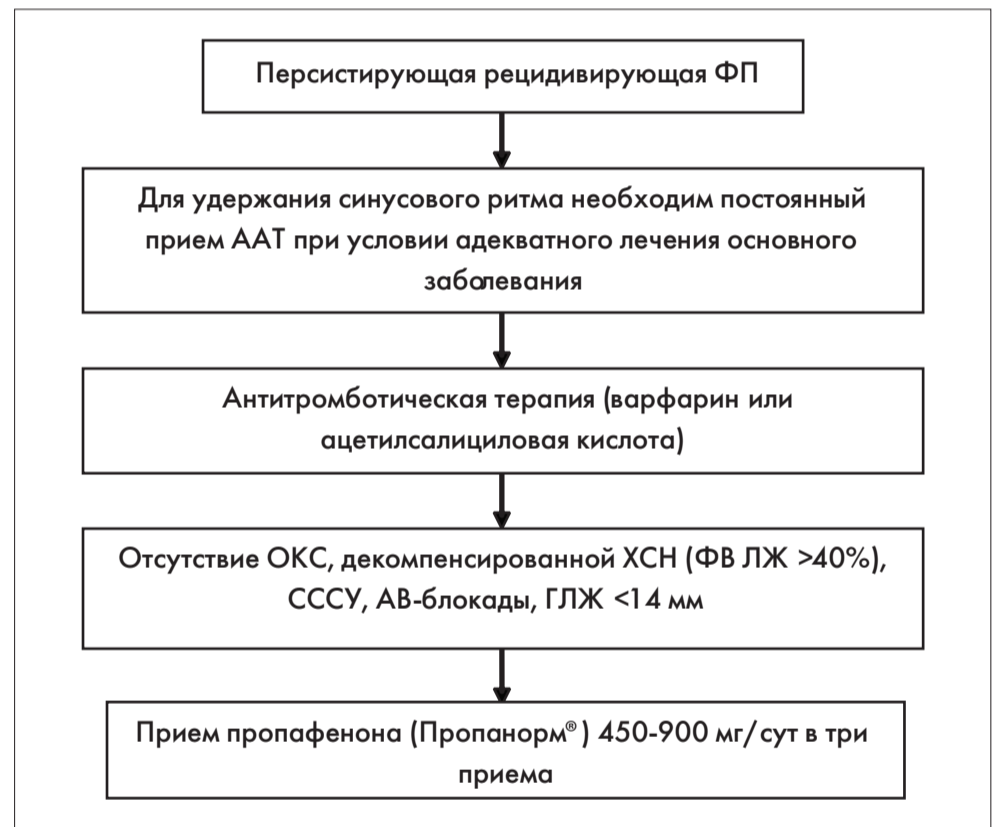 Персистирующая рецидивирующая ФП
Для удержания синусового ритма необходим постоянный
прием ААТ при условии адекватного лечения основного
заболевания
Антитромботическая терапия (варфарин или
ацетилсалициловая кислота)
Отсутствие ОКС, декомпенсированной ХСН (ФВ ЛЖ >40%),
СССУ, АВ-блокады, ГЛЖ <14 мм
Прием пропафенона (Пропанорм®) 450-900 мг/сут в три
приема